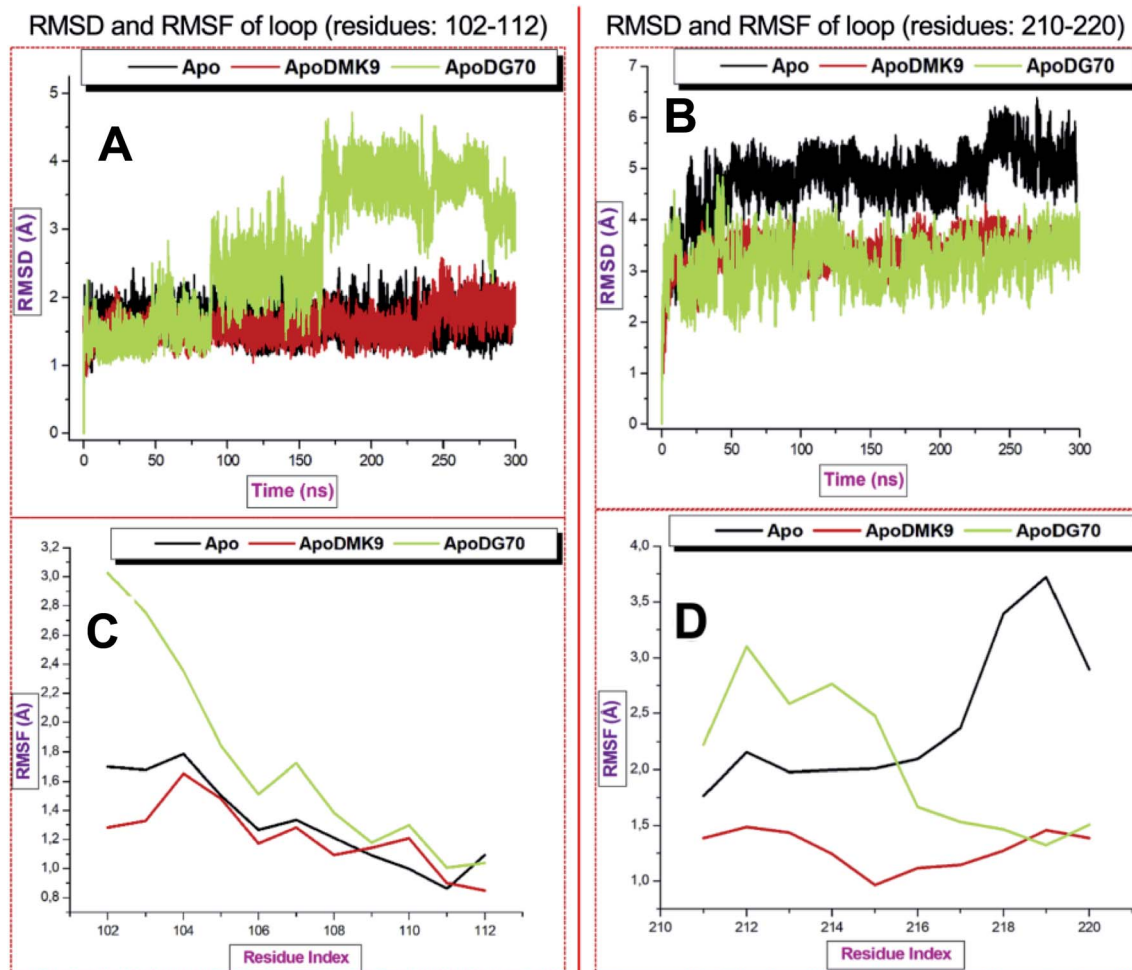 RMSD and RMSF of loop (residues: 102-112)
RMSD and RMSF of loop (residues: 210-220)
Apo ApoDMK9 ApoDG70
A
5
4
3
2
1
0
RMSD (Å)
0 50 100 150 200 250 300
Time (ns)
Apo ApoDMK9 ApoDG70
B
7
6
5
4
3
2
1
0
RMSD (Å)
0 50 100 150 200 250 300
Time (ns)
Apo ApoDMK9 ApoDG70
C
3,2
3,0
2,8
2,6
2,4
2,2
2,0
1,8
1,6
1,4
1,2
1,0
0,8
RMSF (Å)
102 104 106 108 110 112
Residue Index
Apo ApoDMK9 ApoDG70
D
4,0
3,5
3,0
2,5
2,0
1,5
1,0
RMSF (Å)
210 212 214 216 218 220
Residue Index